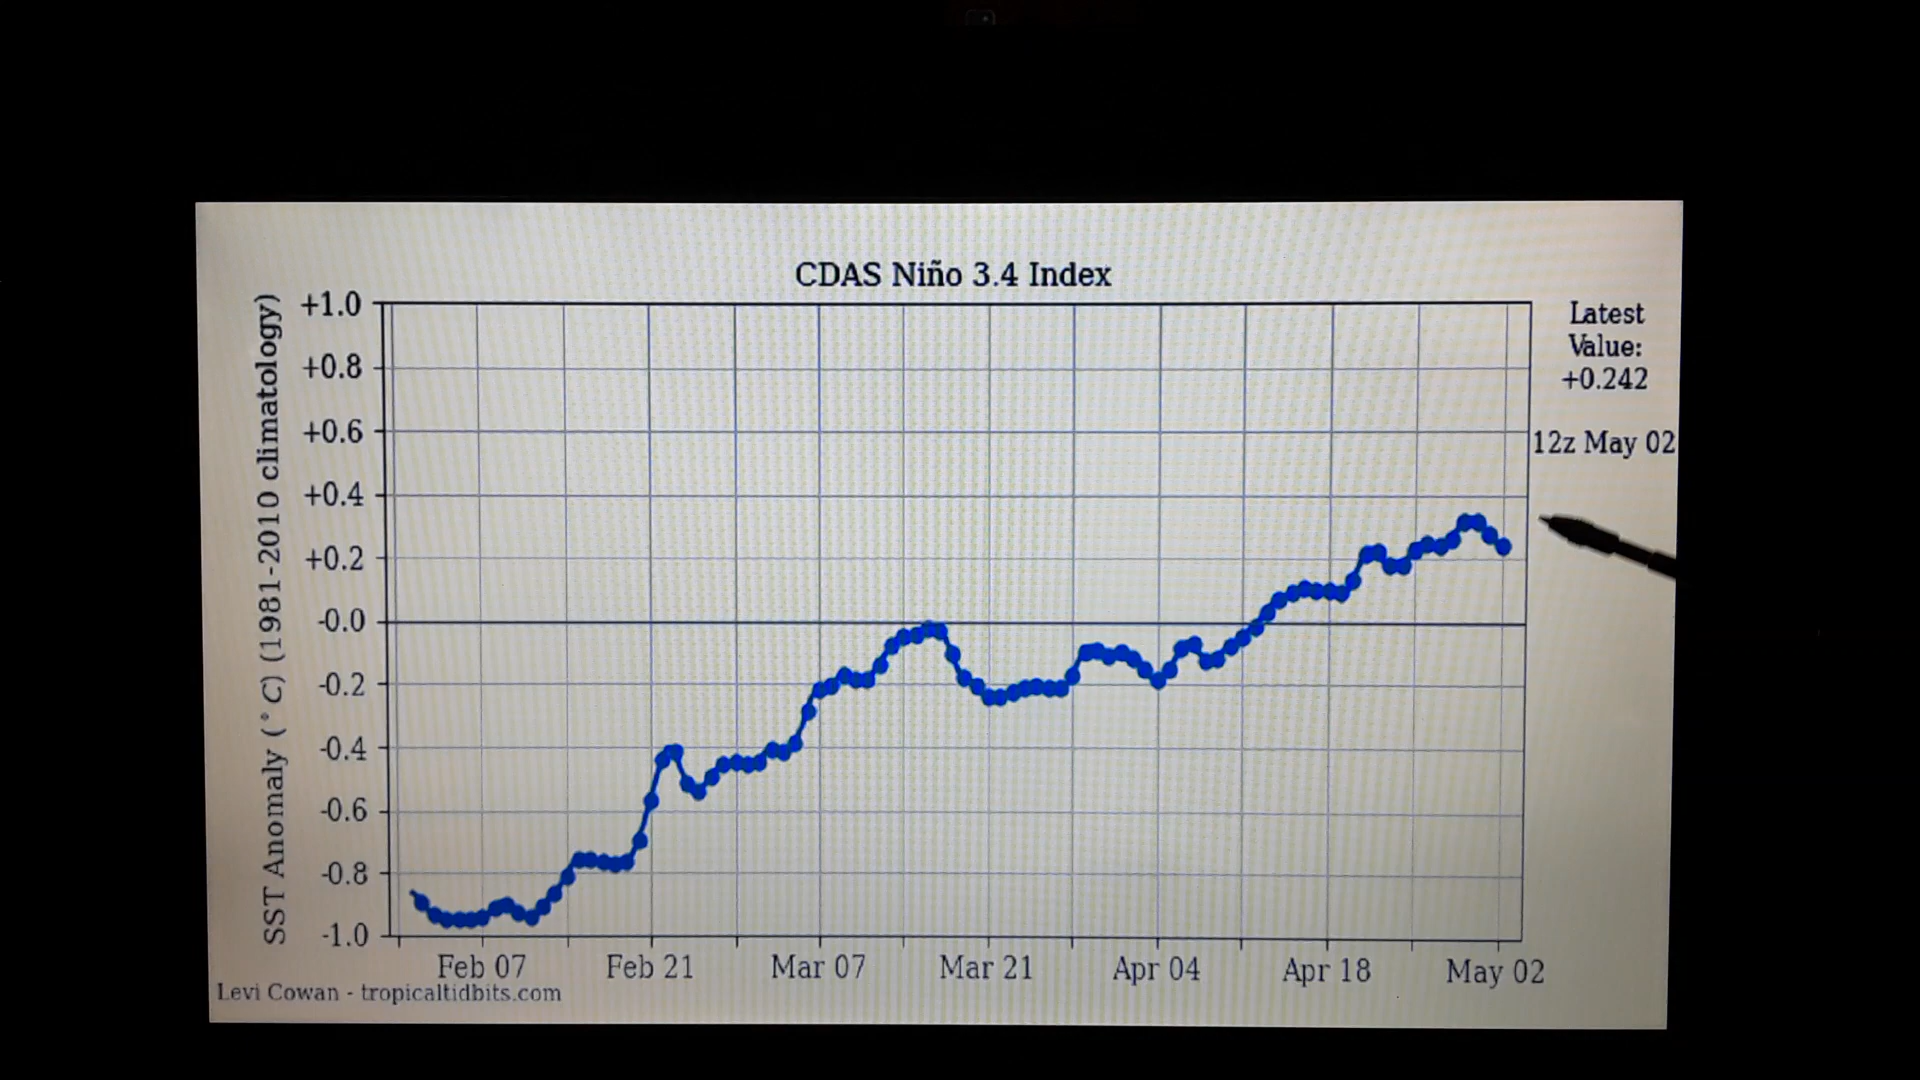 CDAS Niño 3.4 Index
SST Anomaly (°C) (1981-2010 climatology)
+1.0
+0.8
+0.6
+0.4
+0.2
-0.0
-0.2
-0.4
-0.6
-0.8
-1.0
Feb 07 Feb 21 Mar 07 Mar 21 Apr 04 Apr 18 May 02
Latest
Value:
+0.242
12z May 02
Levi Cowan - tropicaltidbits.com